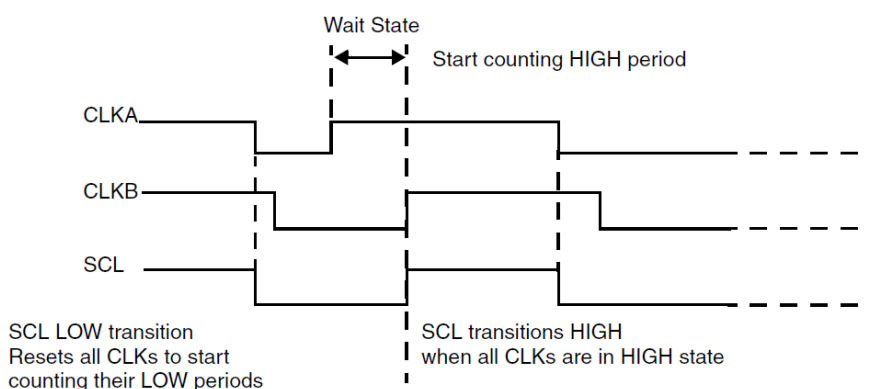 Wait State
Start counting HIGH period
CLKA
CLKB
SCL
SCL LOW transition
Resets all CLKs to start
counting their LOW periods
SCL transitions HIGH
when all CLKs are in HIGH state